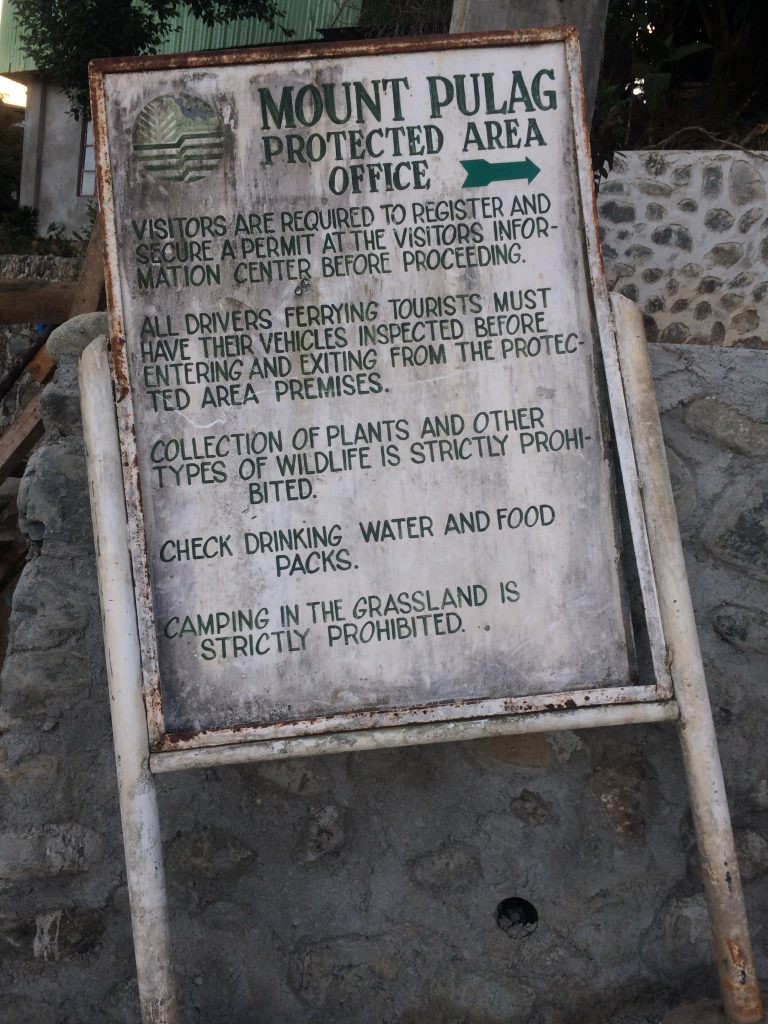 MOUNT PULAG
PROTECTED AREA
OFFICE
VISITORS ARE REQUIRED TO REGISTER AND
SECURE A PERMIT AT THE VISITORS INFOR-
MATION CENTER BEFORE PROCEEDING.
ALL DRIVERS FERRYING TOURISTS MUST
HAVE THEIR VEHICLES INSPECTED BEFORE
ENTERING AND EXITING FROM THE PROTEC-
TED AREA PREMISES.
COLLECTION OF PLANTS AND OTHER
TYPES OF WILDLIFE IS STRICTLY PROHI-
BITED.
CHECK DRINKING WATER AND FOOD
PACKS.
CAMPING IN THE GRASSLAND IS
STRICTLY PROHIBITED.